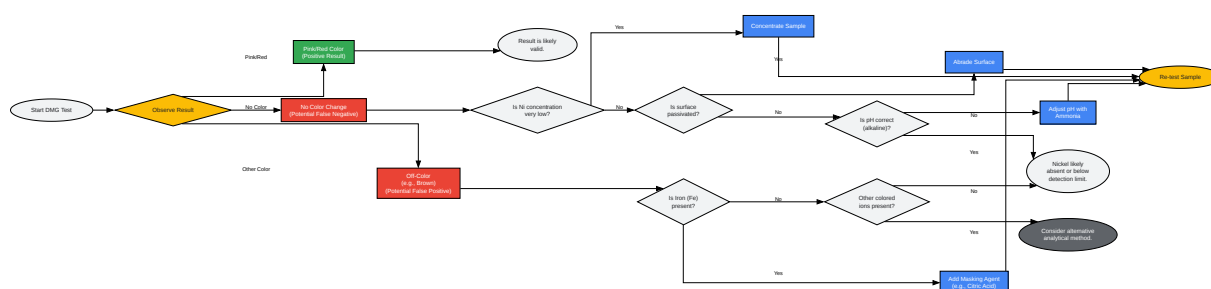 Yes
Concentrate Sample
Result is likely
valid.
Pink/Red Color
(Positive Result)
Pink/Red
Yes
Abrade Surface
Re-test Sample
Start DMG Test
Observe Result
No Color
No Color Change
(Potential False Negative)
Is Ni concentration
very low?
No
Is surface
passivated?
No
Is pH correct
(alkaline)?
No
Adjust pH with
Ammonia
Yes
Nickel likely
absent or below
detection limit.
Other Color
Off-Color
(e.g., Brown)
(Potential False Positive)
Is Iron (Fe)
present?
No
Other colored
ions present?
No
Yes
Consider alternative
analytical method.
Yes
Add Masking Agent
(e.g., Citric Acid)